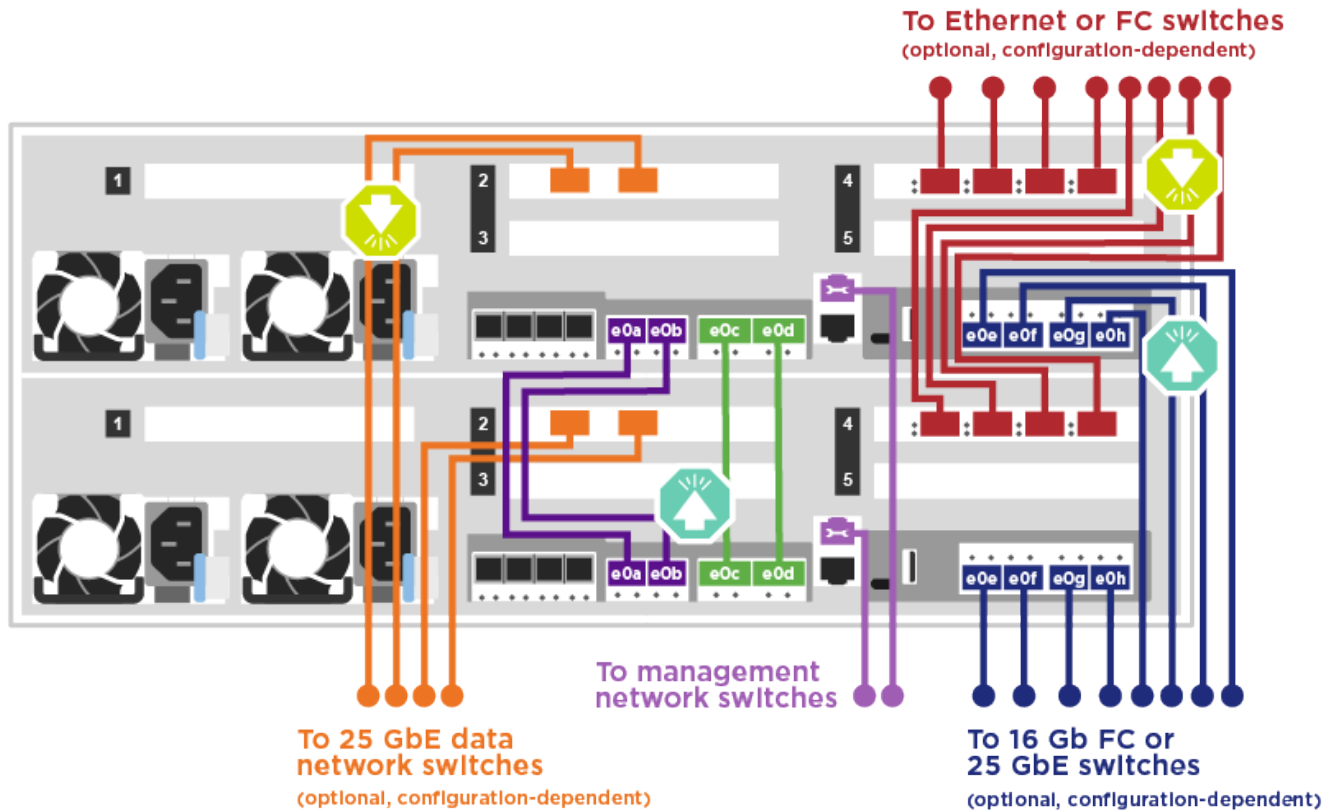 To Ethernet or FC switches
(optional, configuration-dependent)
1
2
4
3
5
e0a e0b e0c e0d
e0e e0f e0g e0h
1
2
4
3
5
e0a e0b e0c e0d
e0e e0f e0g e0h
To management
network switches
To 25 GbE data
network switches
(optional, configuration-dependent)
To 16 Gb FC or
25 GbE switches
(optional, configuration-dependent)